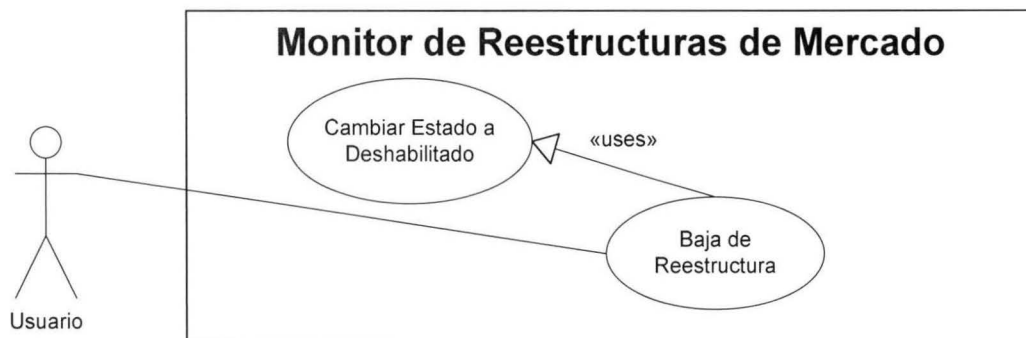 Monitor de Reestructuras de Mercado
Cambiar Estado a
Deshabilitado
«uses»
Baja de
Reestructura
Usuario